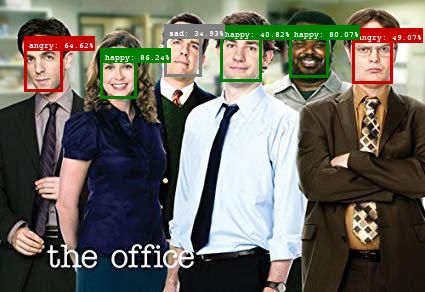 angry: 64.62%
happy: 86.24%
sad: 34.93%
happy: 40.82%
happy: 80.07%
angry: 49.07%
the office